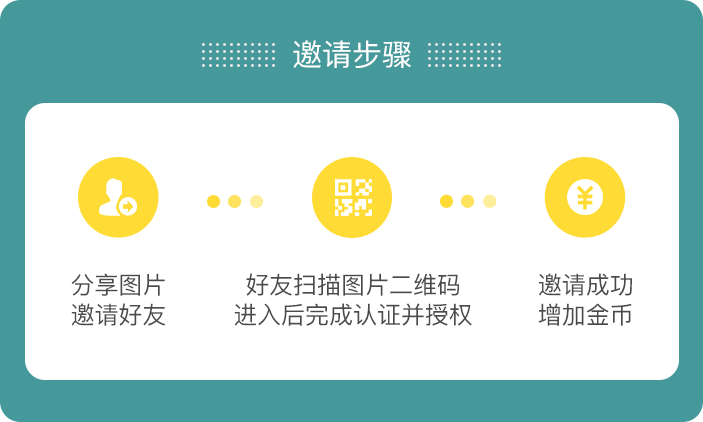 邀请步骤
分享图片
邀请好友
好友扫描图片二维码
进入后完成认证并授权
邀请成功
增加金币